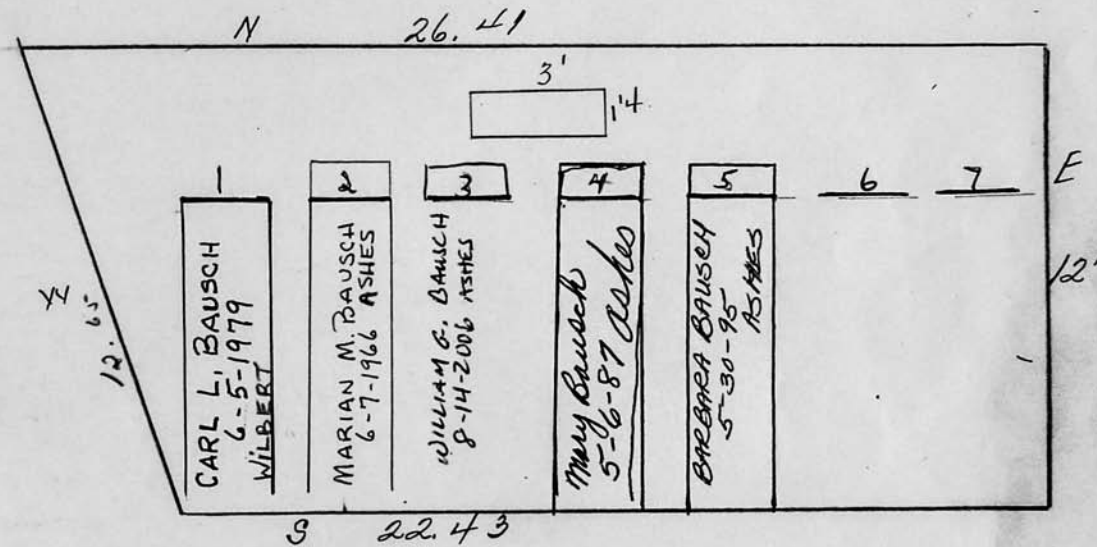 N 26.41
3'
1'4
E
12'
W
12.65
1
CARL L. BAUSCH
6-5-1979
WILBERT
2
MARIAN M. BAUSCH
6-7-1966 ASHES
3
WILLIAM G. BAUSCH
8-14-2006 ASHES
4
Mary Bausch
5-6-87 ashes
5
BARBARA BAUSCH
5-30-95
ASHES
6
7
S 22.43